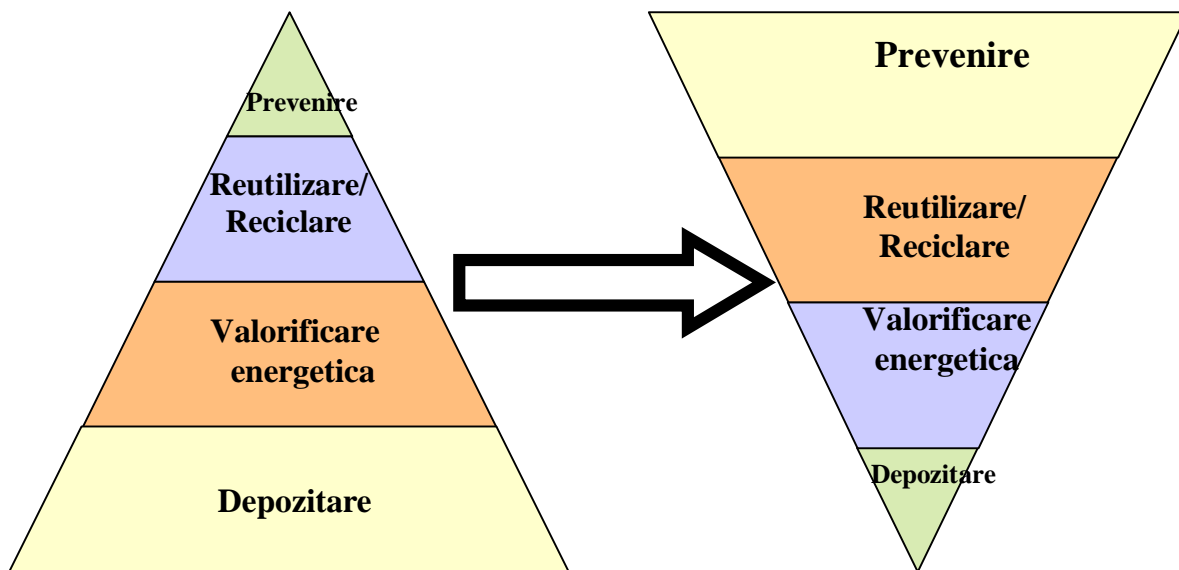 Prevenire
Reutilizare/
Reciclare
Valorificare
energetica
Depozitare
Prevenire
Reutilizare/
Reciclare
Valorificare
energetica
Depozitare